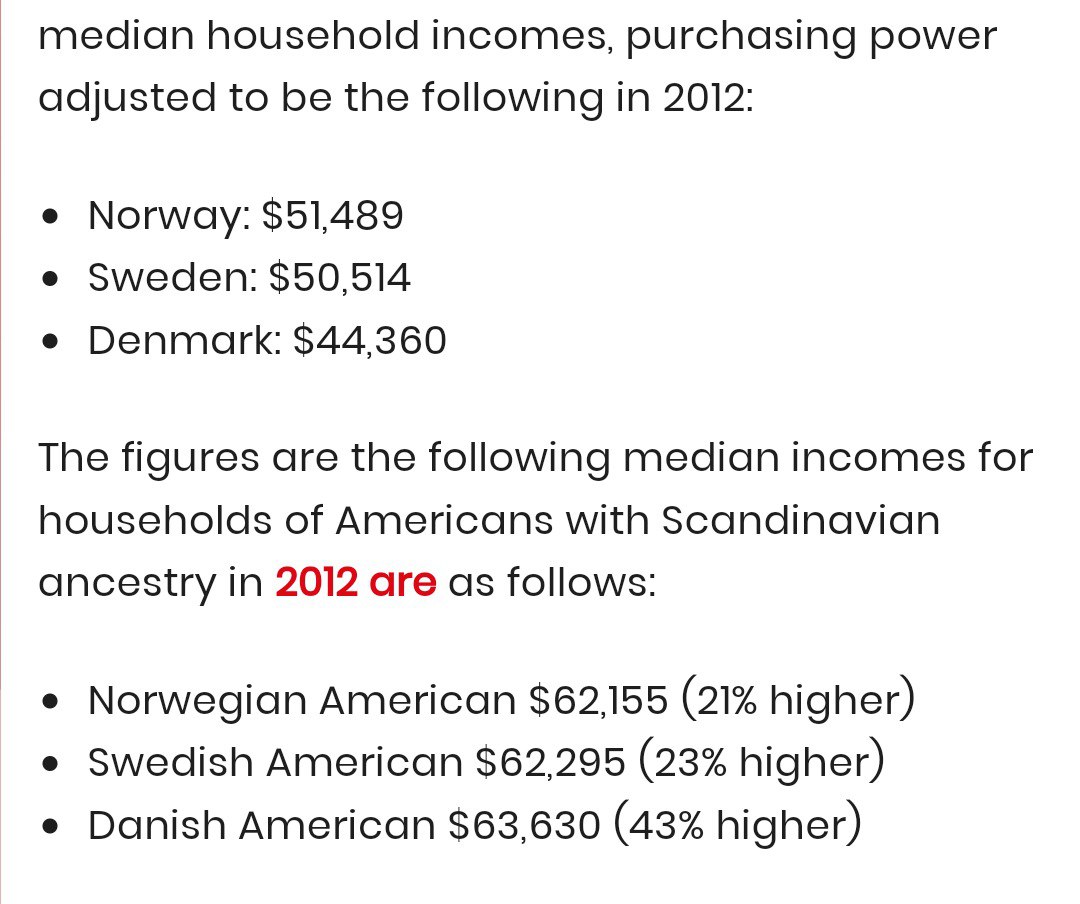 median household incomes, purchasing power
adjusted to be the following in 2012:
• Norway: $51,489
• Sweden: $50,514
• Denmark: $44,360
The figures are the following median incomes for
households of Americans with Scandinavian
ancestry in 2012 are as follows:
• Norwegian American $62,155 (21% higher)
• Swedish American $62,295 (23% higher)
• Danish American $63,630 (43% higher)